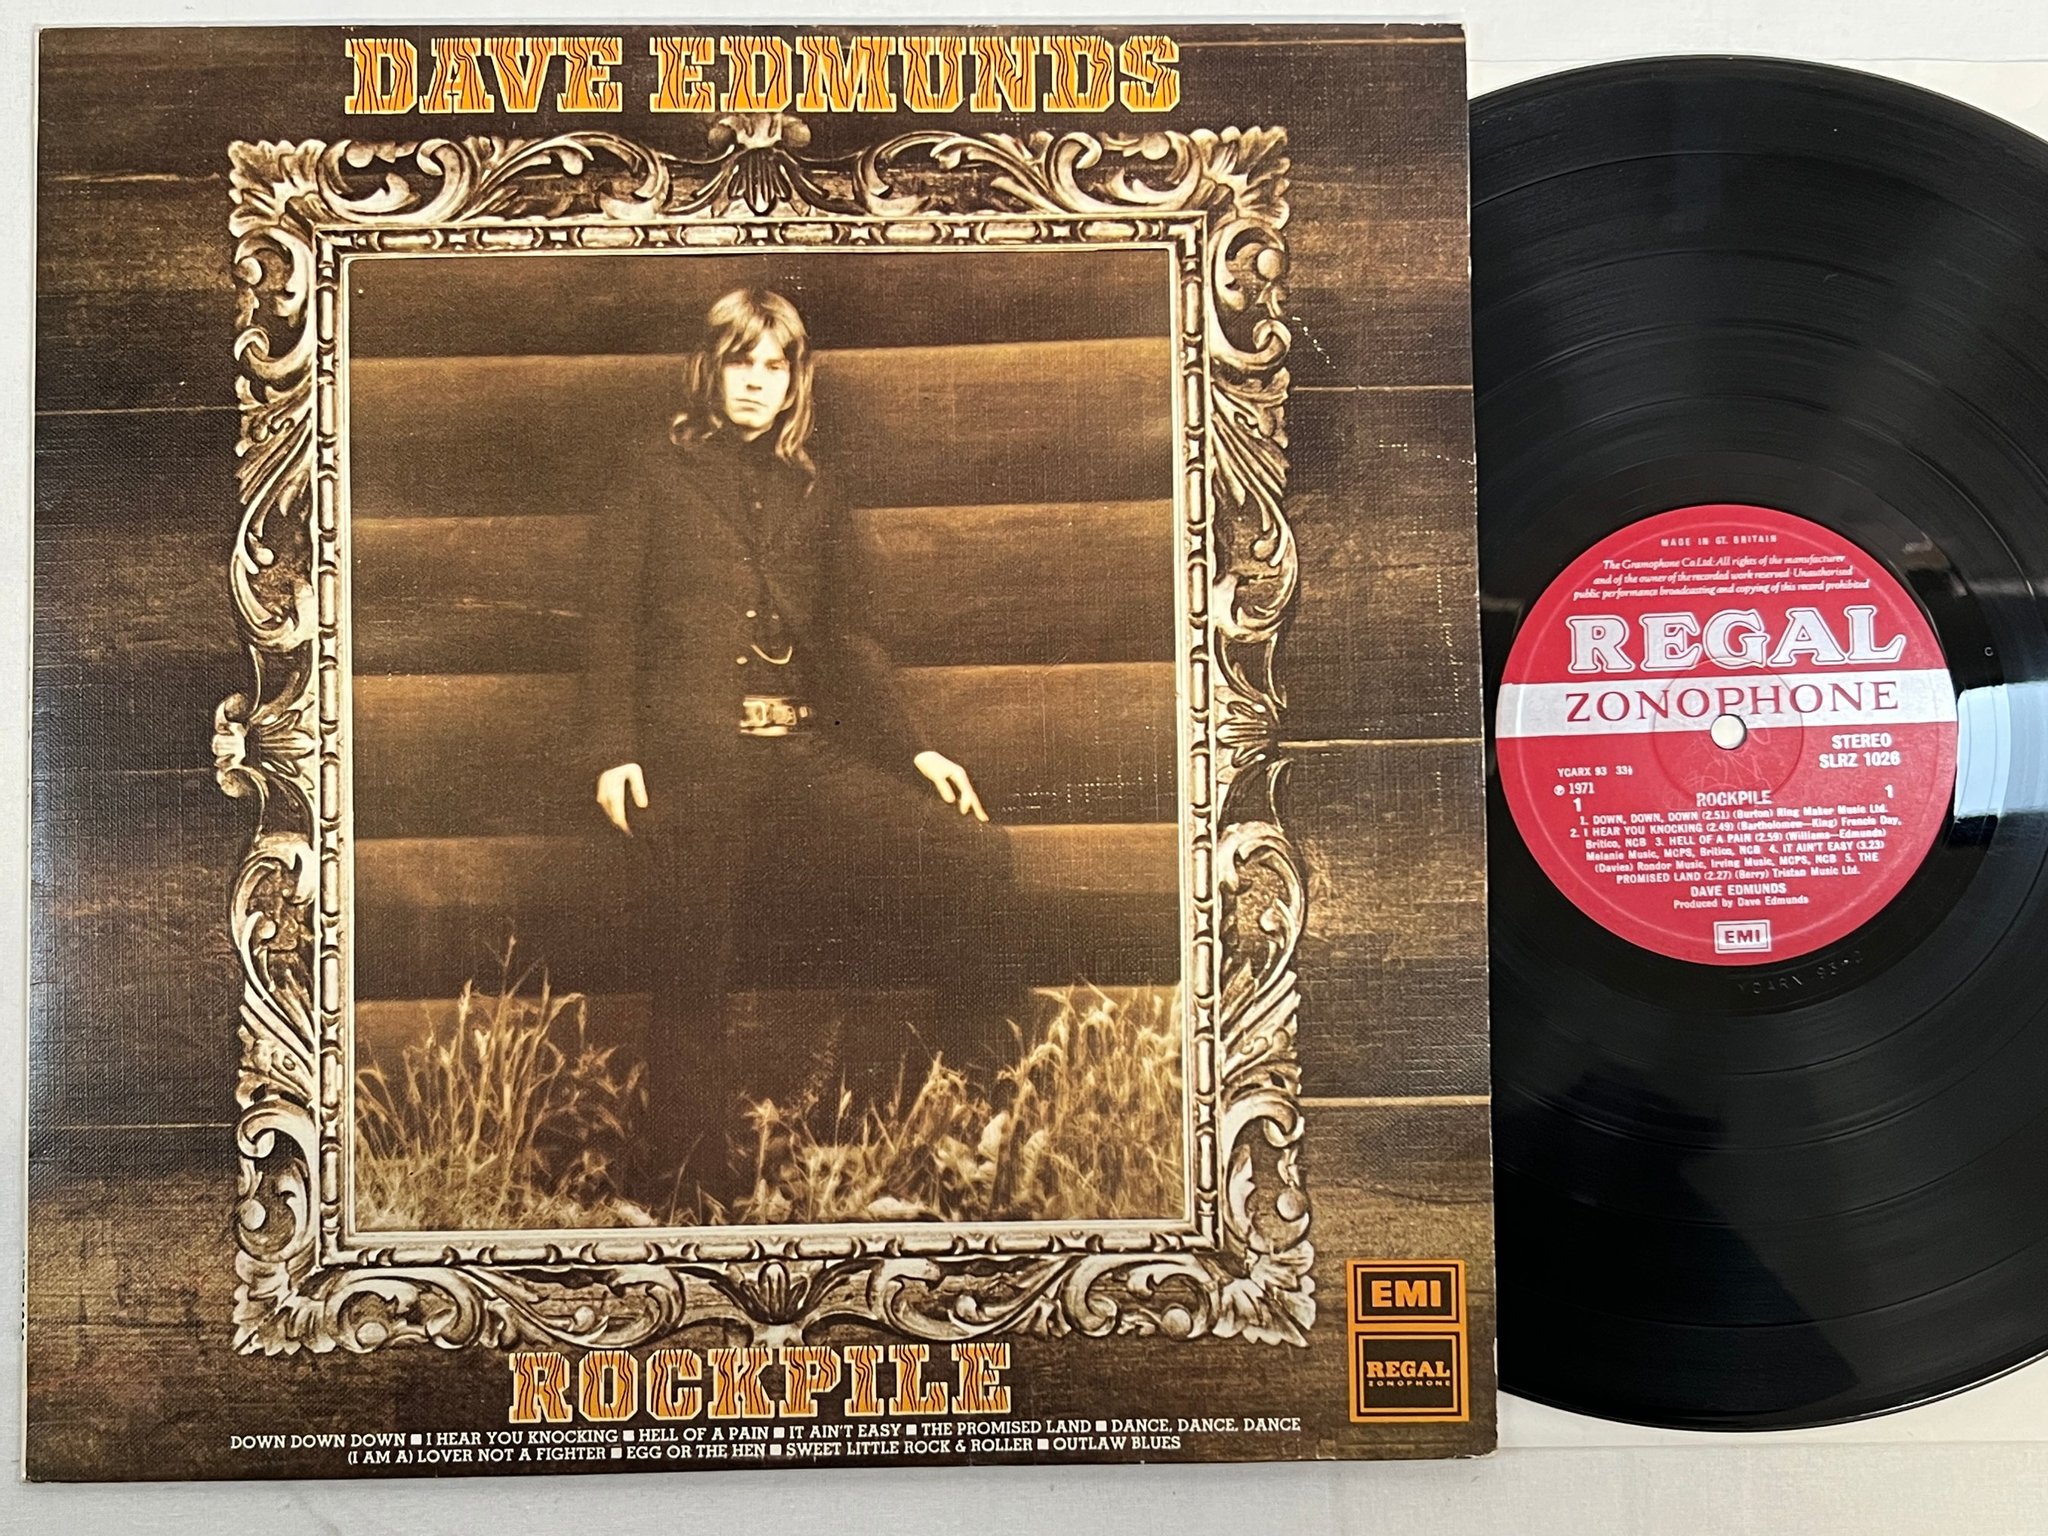 DAVE EDMUNDS
EMI
REGAL
ZONOPHONE
ROCKPILE
DOWN DOWN DOWN ■ I HEAR YOU KNOCKING ■ HELL OF A PAIN ■ IT AIN'T EASY ■ THE PROMISED LAND ■ DANCE, DANCE, DANCE
(I AM A) LOVER NOT A FIGHTER ■ EGG OR THE HEN ■ SWEET LITTLE ROCK & ROLLER ■ OUTLAW BLUES
MADE IN GT. BRITAIN
The Gramophone Co.Ltd. All rights of the manufacturer
and of the owner of the recorded work reserved Unauthorised
public performance broadcasting and copying of this record prohibited
REGAL
ZONOPHONE
STEREO
SLRZ 1026
YCARX 93 33⅓
℗ 1971
1 ROCKPILE 1
1. DOWN, DOWN, DOWN (2.51) (Burton) Ring Maker Music Ltd.
2. I HEAR YOU KNOCKING (2.49) (Bartholomew—King) Francis Day,
Britico, NCB 3. HELL OF A PAIN (2.59) (Williams—Edmunds)
Melanie Music, MCPS, Britico, NCB 4. IT AIN'T EASY (3.23)
(Davies) Rondor Music, Irving Music, MCPS, NCB 5. THE
PROMISED LAND (2.27) (Berry) Tristan Music Ltd.
DAVE EDMUNDS
Produced by Dave Edmunds
EMI
YCARX 93